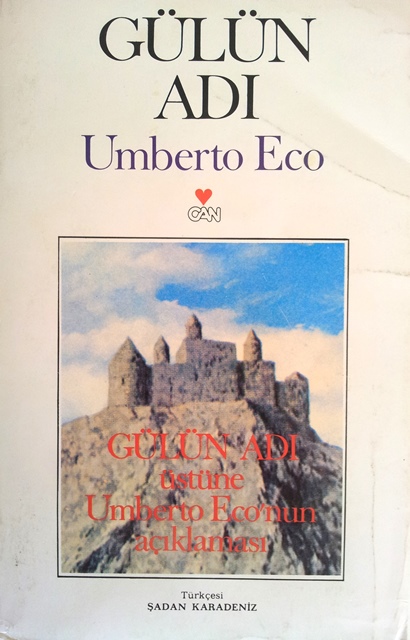 GÜLÜN
ADI
Umberto Eco
CAN
GÜLÜN ADI
üstüne
Umberto Eco'nun
açıklaması
Türkçesi
ŞADAN KARADENİZ